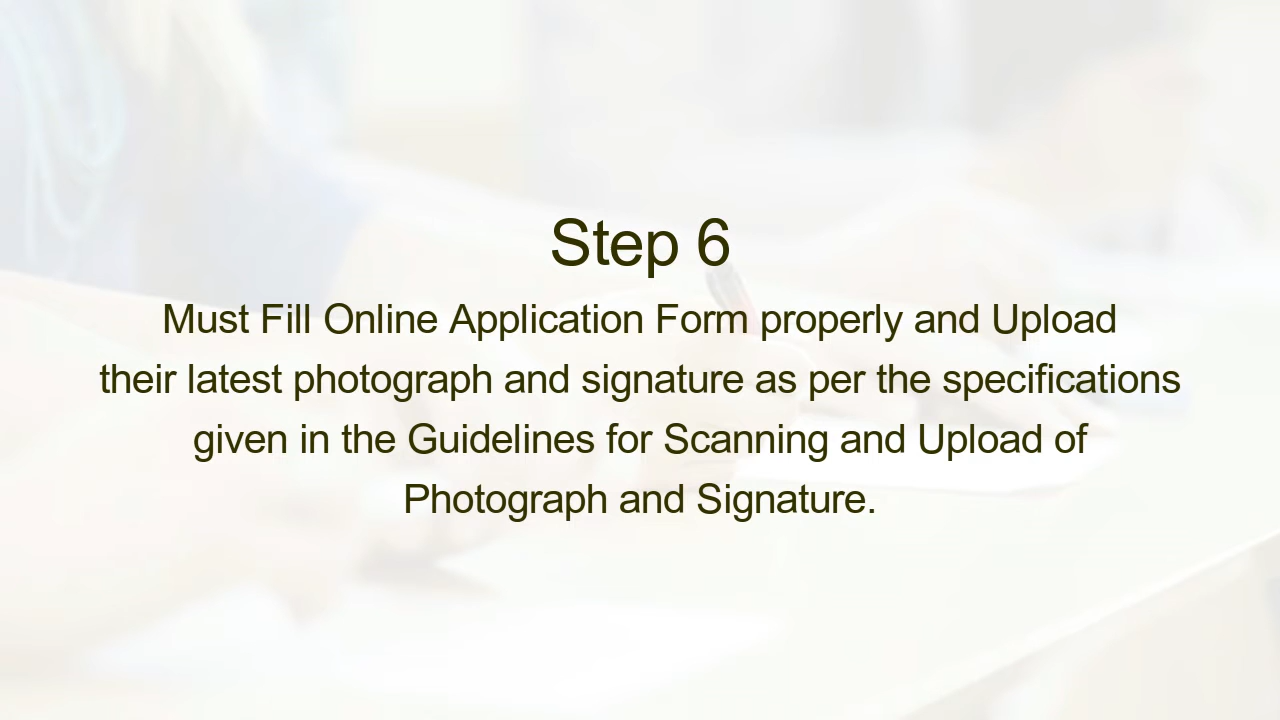 Step 6
Must Fill Online Application Form properly and Upload
their latest photograph and signature as per the specifications
given in the Guidelines for Scanning and Upload of
Photograph and Signature.